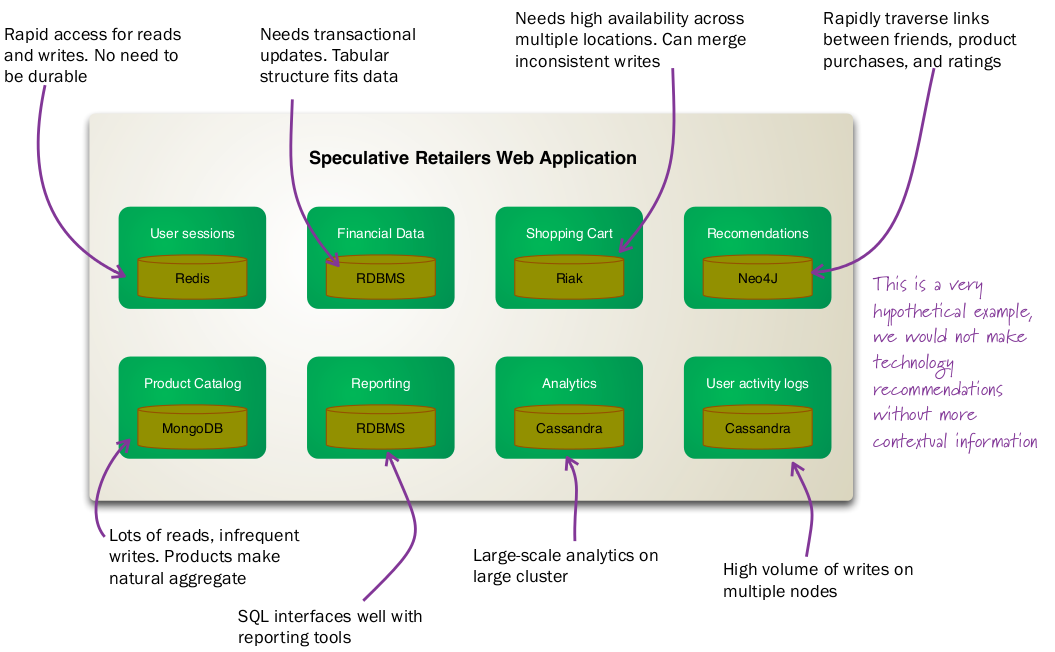 Rapid access for reads
and writes. No need to
be durable
Needs transactional
updates. Tabular
structure fits data
Needs high availability across
multiple locations. Can merge
inconsistent writes
Rapidly traverse links
between friends, product
purchases, and ratings
Speculative Retailers Web Application
User sessions
Redis
Financial Data
RDBMS
Shopping Cart
Riak
Recomendations
Neo4J
This is a very
hypothetical example,
we would not make
technology
recommendations
without more
contextual information
Product Catalog
MongoDB
Reporting
RDBMS
Analytics
Cassandra
User activity logs
Cassandra
Lots of reads, infrequent
writes. Products make
natural aggregate
SQL interfaces well with
reporting tools
Large-scale analytics on
large cluster
High volume of writes on
multiple nodes